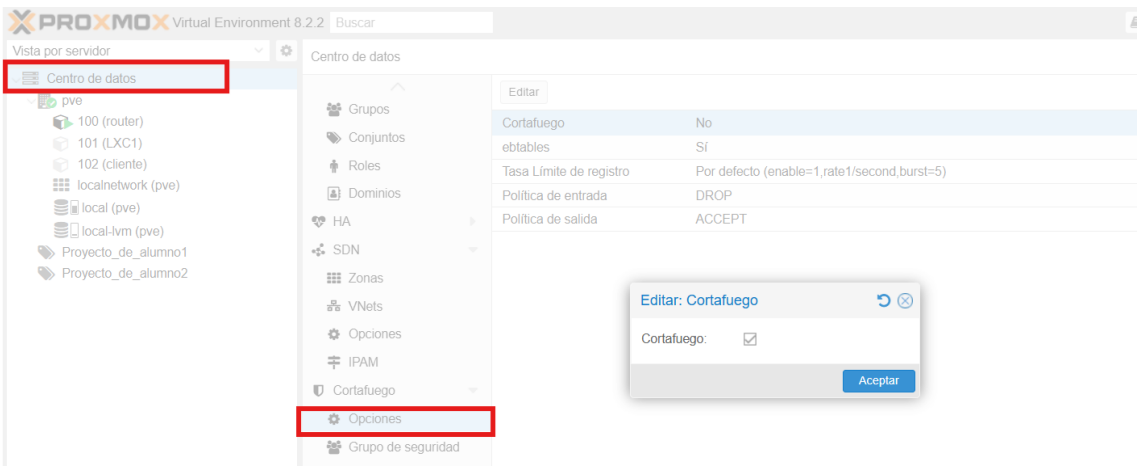 PROXMOX Virtual Environment 8.2.2 Buscar
Vista por servidor
Centro de datos
pve
100 (router)
101 (LXC1)
102 (cliente)
localnetwork (pve)
local (pve)
local-lvm (pve)
Proyecto_de_alumno1
Proyecto_de_alumno2
Centro de datos
Grupos
Conjuntos
Roles
Dominios
HA
SDN
Zonas
VNets
Opciones
IPAM
Cortafuego
Opciones
Grupo de seguridad
Editar
Cortafuego No
ebtables Sí
Tasa Límite de registro Por defecto (enable=1,rate1/second,burst=5)
Política de entrada DROP
Política de salida ACCEPT
Editar: Cortafuego
Cortafuego:
Aceptar